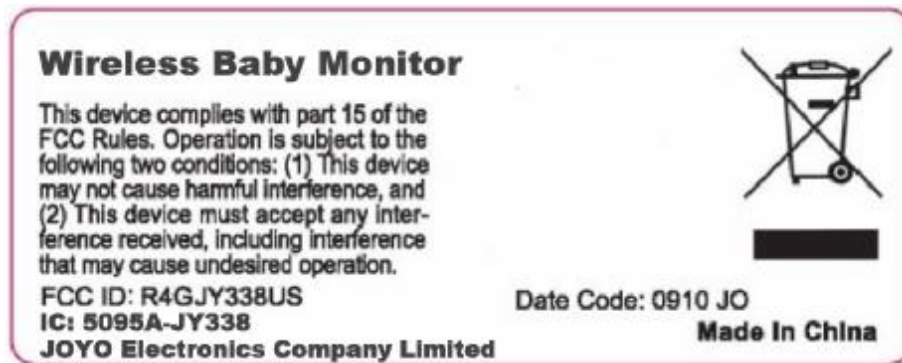 Wireless Baby Monitor
This device complies with part 15 of the
FCC Rules. Operation is subject to the
following two conditions: (1) This device
may not cause harmful interference, and
(2) This device must accept any inter-
ference received, including interference
that may cause undesired operation.
FCC ID: R4GJY338US
IC: 5095A-JY338
JOYO Electronics Company Limited
Date Code: 0910 JO
Made In China